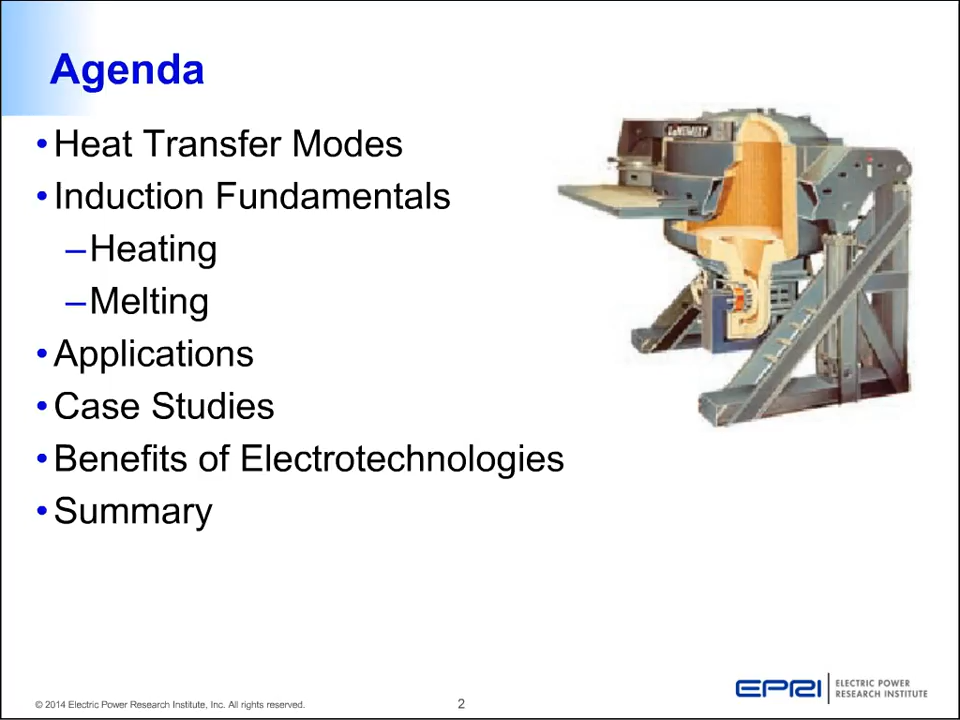 Agenda
•Heat Transfer Modes
•Induction Fundamentals
–Heating
–Melting
•Applications
•Case Studies
•Benefits of Electrotechnologies
•Summary
© 2014 Electric Power Research Institute, Inc. All rights reserved.
2
EPRI
ELECTRIC POWER
RESEARCH INSTITUTE